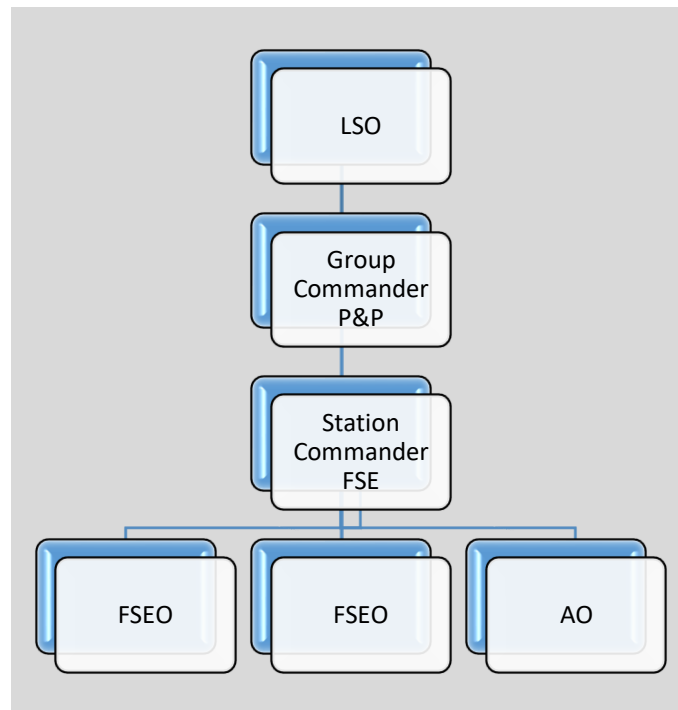 LSO
Group
Commander
P&P
Station
Commander
FSE
FSEO
FSEO
AO